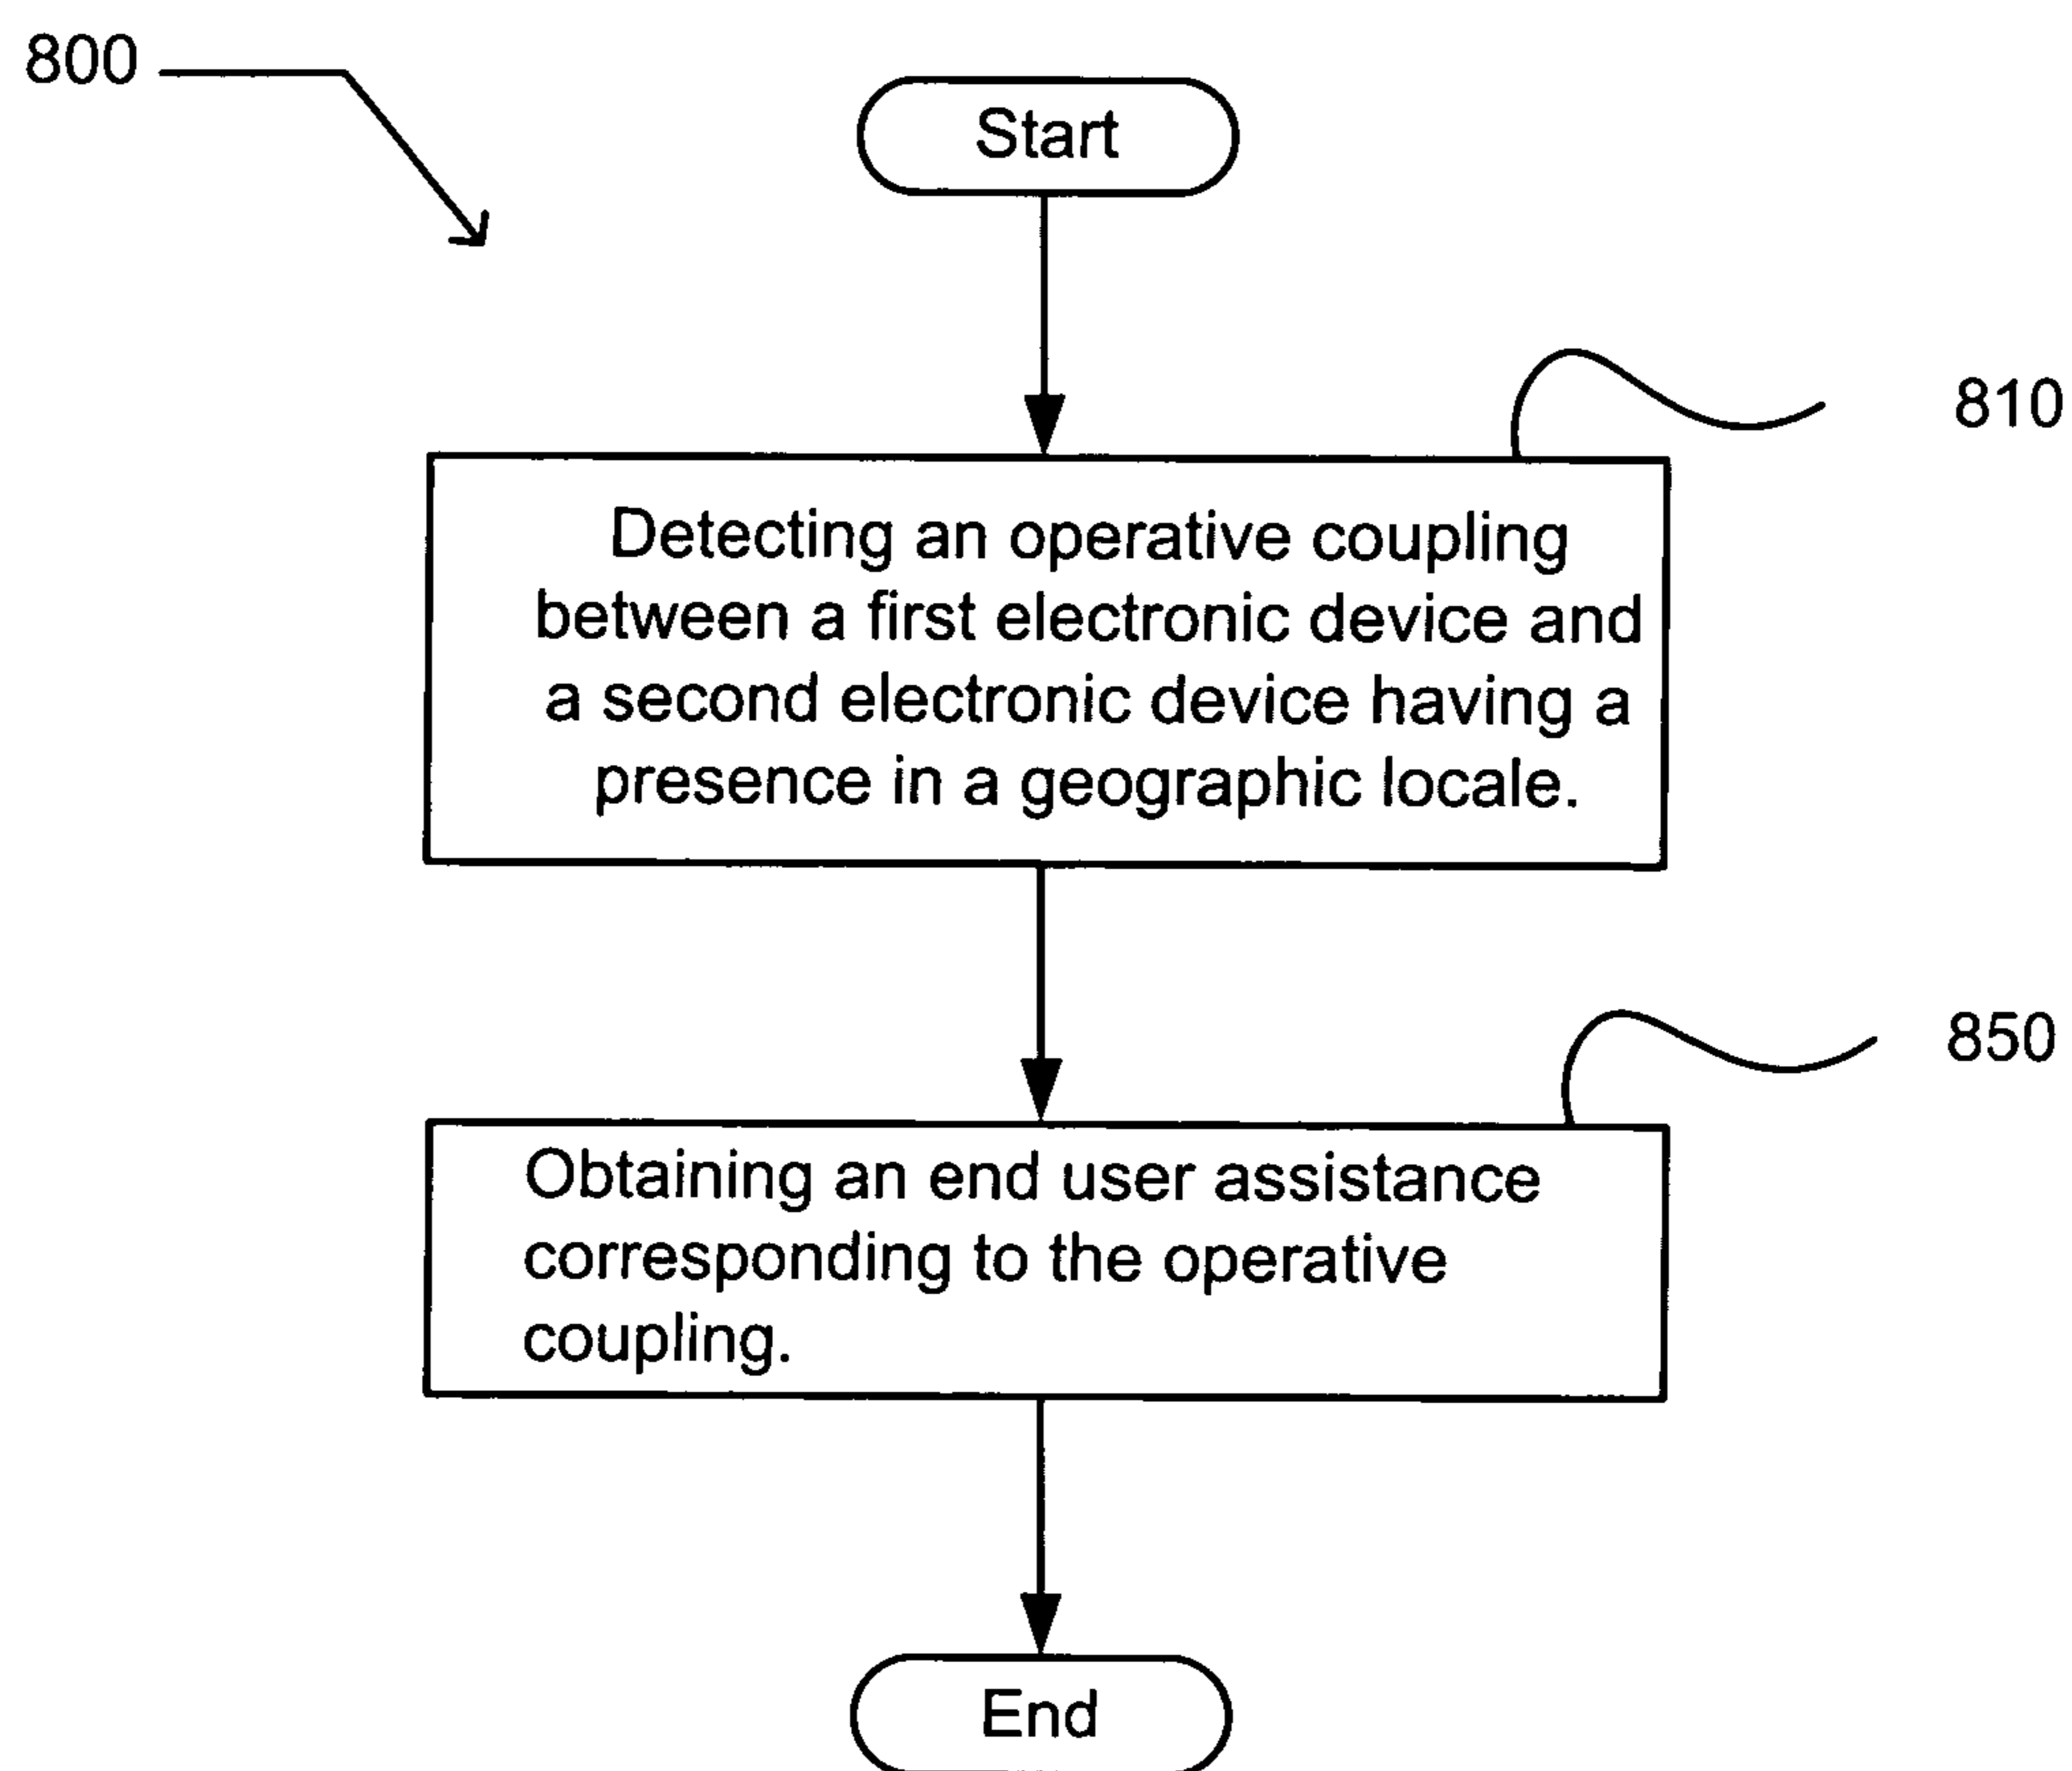 800
Start
810
Detecting an operative coupling
between a first electronic device and
a second electronic device having a
presence in a geographic locale.
850
Obtaining an end user assistance
corresponding to the operative
coupling.
End